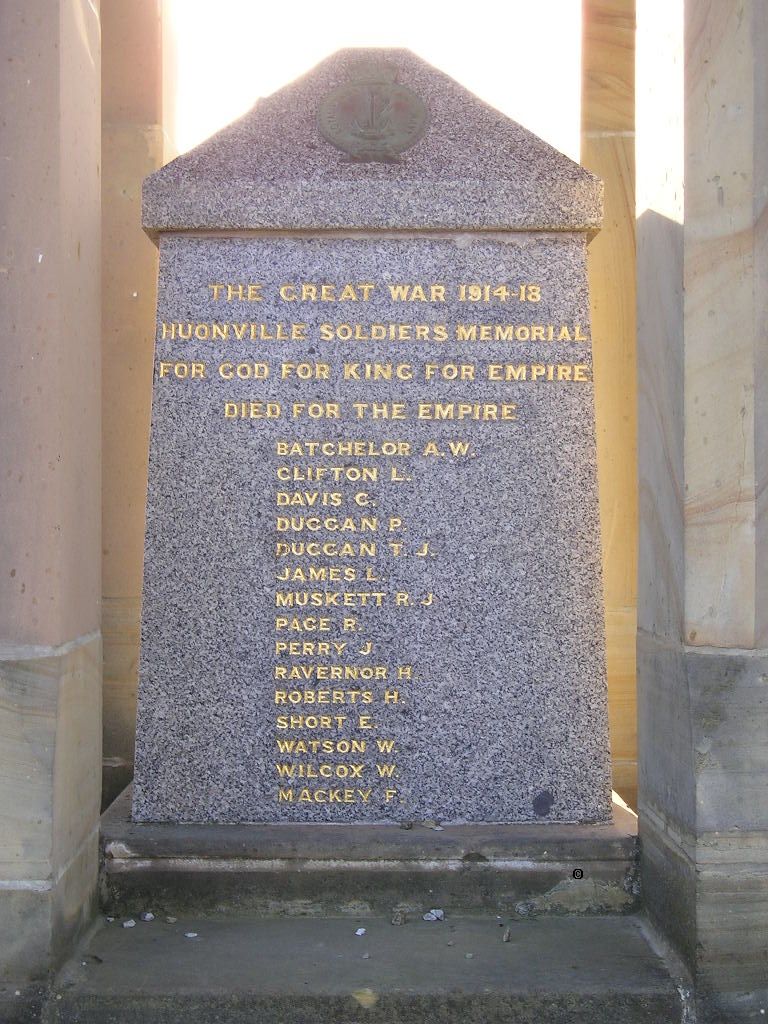 THE GREAT WAR 1914-18
HUONVILLE SOLDIERS MEMORIAL
FOR GOD FOR KING FOR EMPIRE
DIED FOR THE EMPIRE
BATCHELOR A.W.
CLIFTON L.
DAVIS C.
DUGGAN P.
DUGGAN T.J.
JAMES L.
MUSKETT R.J
PAGE R.
PERRY J
RAVERNOR H.
ROBERTS H.
SHORT E.
WATSON W.
WILCOX W.
MACKEY F.
©